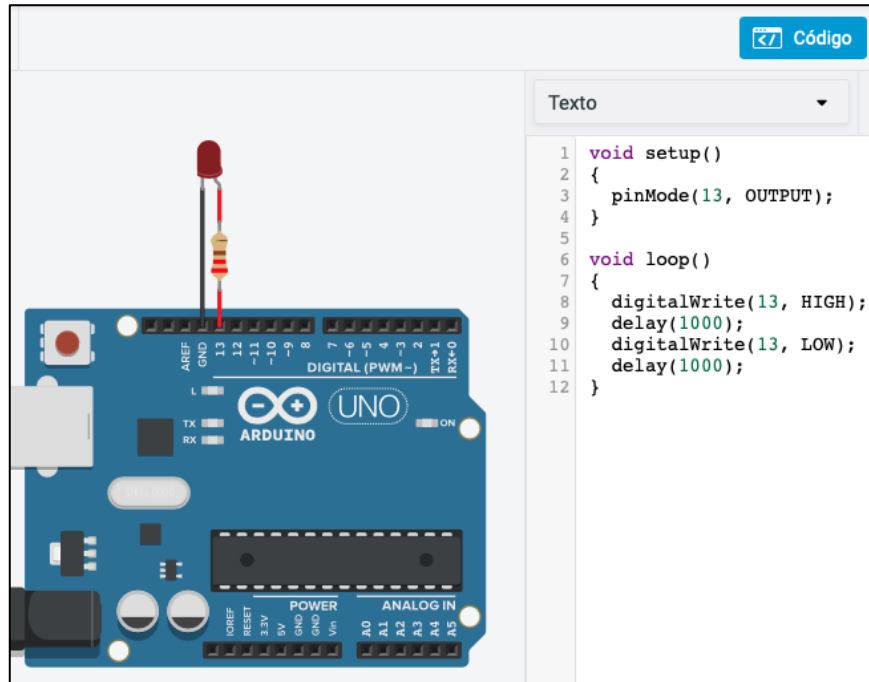 Código
Texto
1 void setup()
2 {
3   pinMode(13, OUTPUT);
4 }
5
6 void loop()
7 {
8   digitalWrite(13, HIGH);
9   delay(1000);
10   digitalWrite(13, LOW);
11   delay(1000);
12 }
AREF
GND
13
12
~11
~10
~9
8
7
~6
~5
4
~3
2
TX→1
RX←0
DIGITAL (PWM~)
L
TX
RX
ARDUINO
UNO
ON
IOREF
RESET
3.3V
5V
GND
GND
Vin
POWER
ANALOG IN
A0
A1
A2
A3
A4
A5